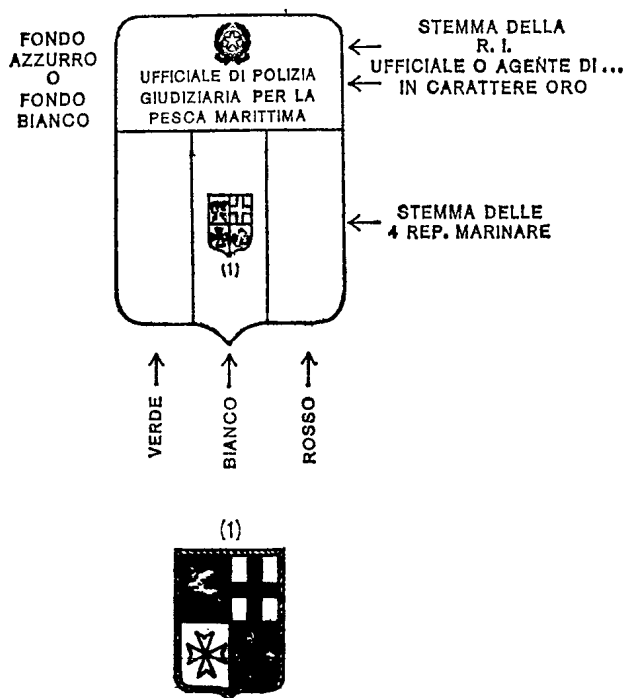 FONDO
AZZURRO
O
FONDO
BIANCO
UFFICIALE DI POLIZIA
GIUDIZIARIA PER LA
PESCA MARITTIMA
STEMMA DELLA
R. I.
UFFICIALE O AGENTE DI...
IN CARATTERE ORO
STEMMA DELLE
4 REP. MARINARE
(1)
VERDE
BIANCO
ROSSO
(1)